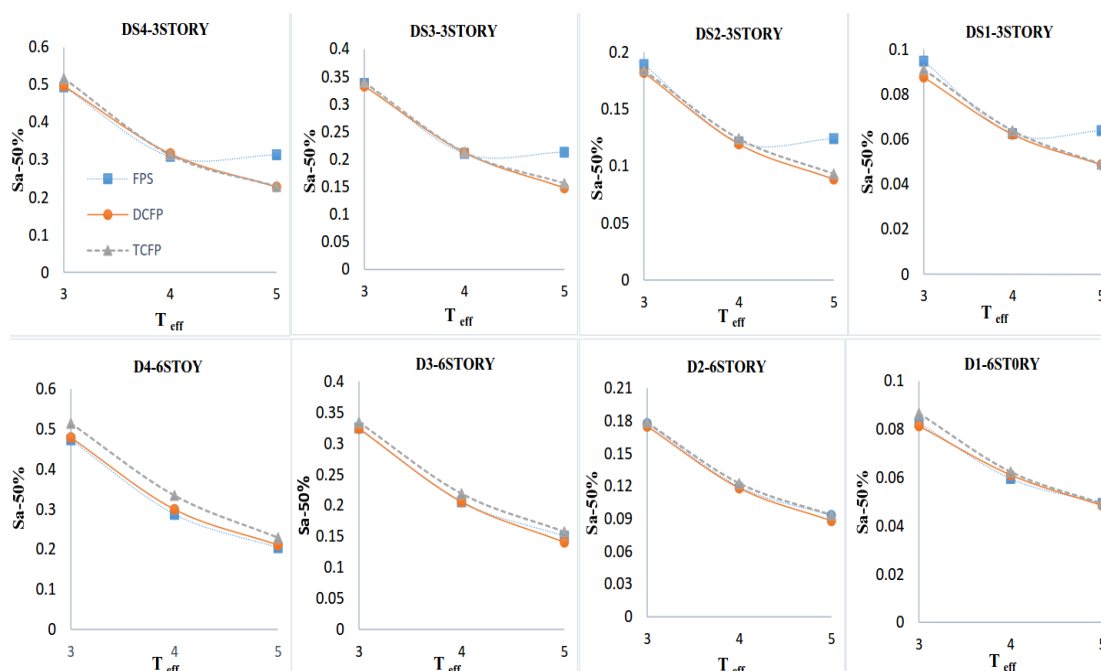 DS4-3STORY
0.6
0.5
0.4
0.3
0.2
0.1
0
Sa-50%
FPS
DCFP
TCFP
3 4 5
T eff
DS3-3STORY
0.4
0.35
0.3
0.25
0.2
0.15
0.1
0.05
0
Sa-50%
3 4 5
T eff
DS2-3STORY
0.2
0.15
0.1
0.05
0
Sa-50%
3 4 5
T eff
DS1-3STORY
0.1
0.08
0.06
0.04
0.02
0
Sa-50%
3 4 5
T eff
D4-6STOY
0.6
0.5
0.4
0.3
0.2
0.1
0
Sa-50%
3 4 5
T eff
D3-6STORY
0.4
0.35
0.3
0.25
0.2
0.15
0.1
0.05
0
Sa-50%
3 4 5
T eff
D2-6STORY
0.21
0.18
0.15
0.12
0.09
0.06
0.03
0
Sa-50%
3 4 5
T eff
D1-6ST0RY
0.1
0.08
0.06
0.04
0.02
0
Sa-50%
3 4 5
T eff